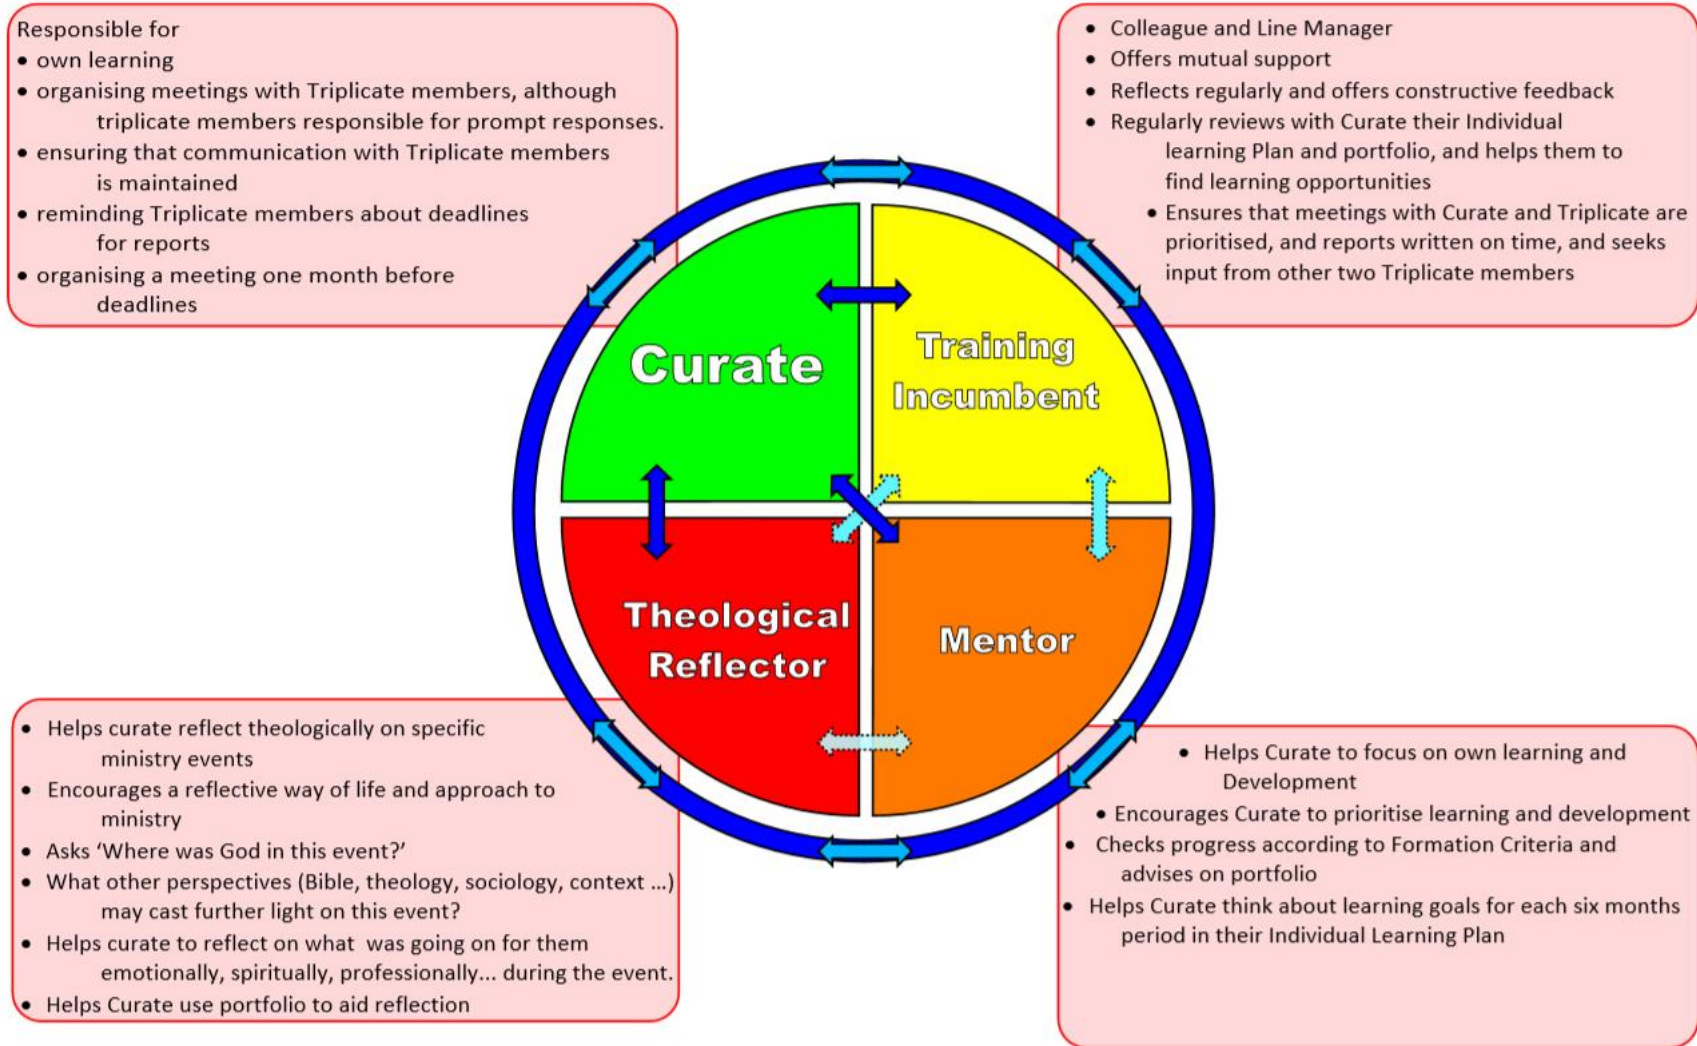 Responsible for
• own learning
• organising meetings with Triplicate members, although
triplicate members responsible for prompt responses.
• ensuring that communication with Triplicate members
is maintained
• reminding Triplicate members about deadlines
for reports
• organising a meeting one month before
deadlines
• Colleague and Line Manager
• Offers mutual support
• Reflects regularly and offers constructive feedback
• Regularly reviews with Curate their Individual
learning Plan and portfolio, and helps them to
find learning opportunities
• Ensures that meetings with Curate and Triplicate are
prioritised, and reports written on time, and seeks
input from other two Triplicate members
Curate
Training
Incumbent
Theological
Reflector
Mentor
• Helps curate reflect theologically on specific
ministry events
• Encourages a reflective way of life and approach to
ministry
• Asks ‘Where was God in this event?’
• What other perspectives (Bible, theology, sociology, context ...)
may cast further light on this event?
• Helps curate to reflect on what was going on for them
emotionally, spiritually, professionally... during the event.
• Helps Curate use portfolio to aid reflection
• Helps Curate to focus on own learning and
Development
• Encourages Curate to prioritise learning and development
• Checks progress according to Formation Criteria and
advises on portfolio
• Helps Curate think about learning goals for each six months
period in their Individual Learning Plan